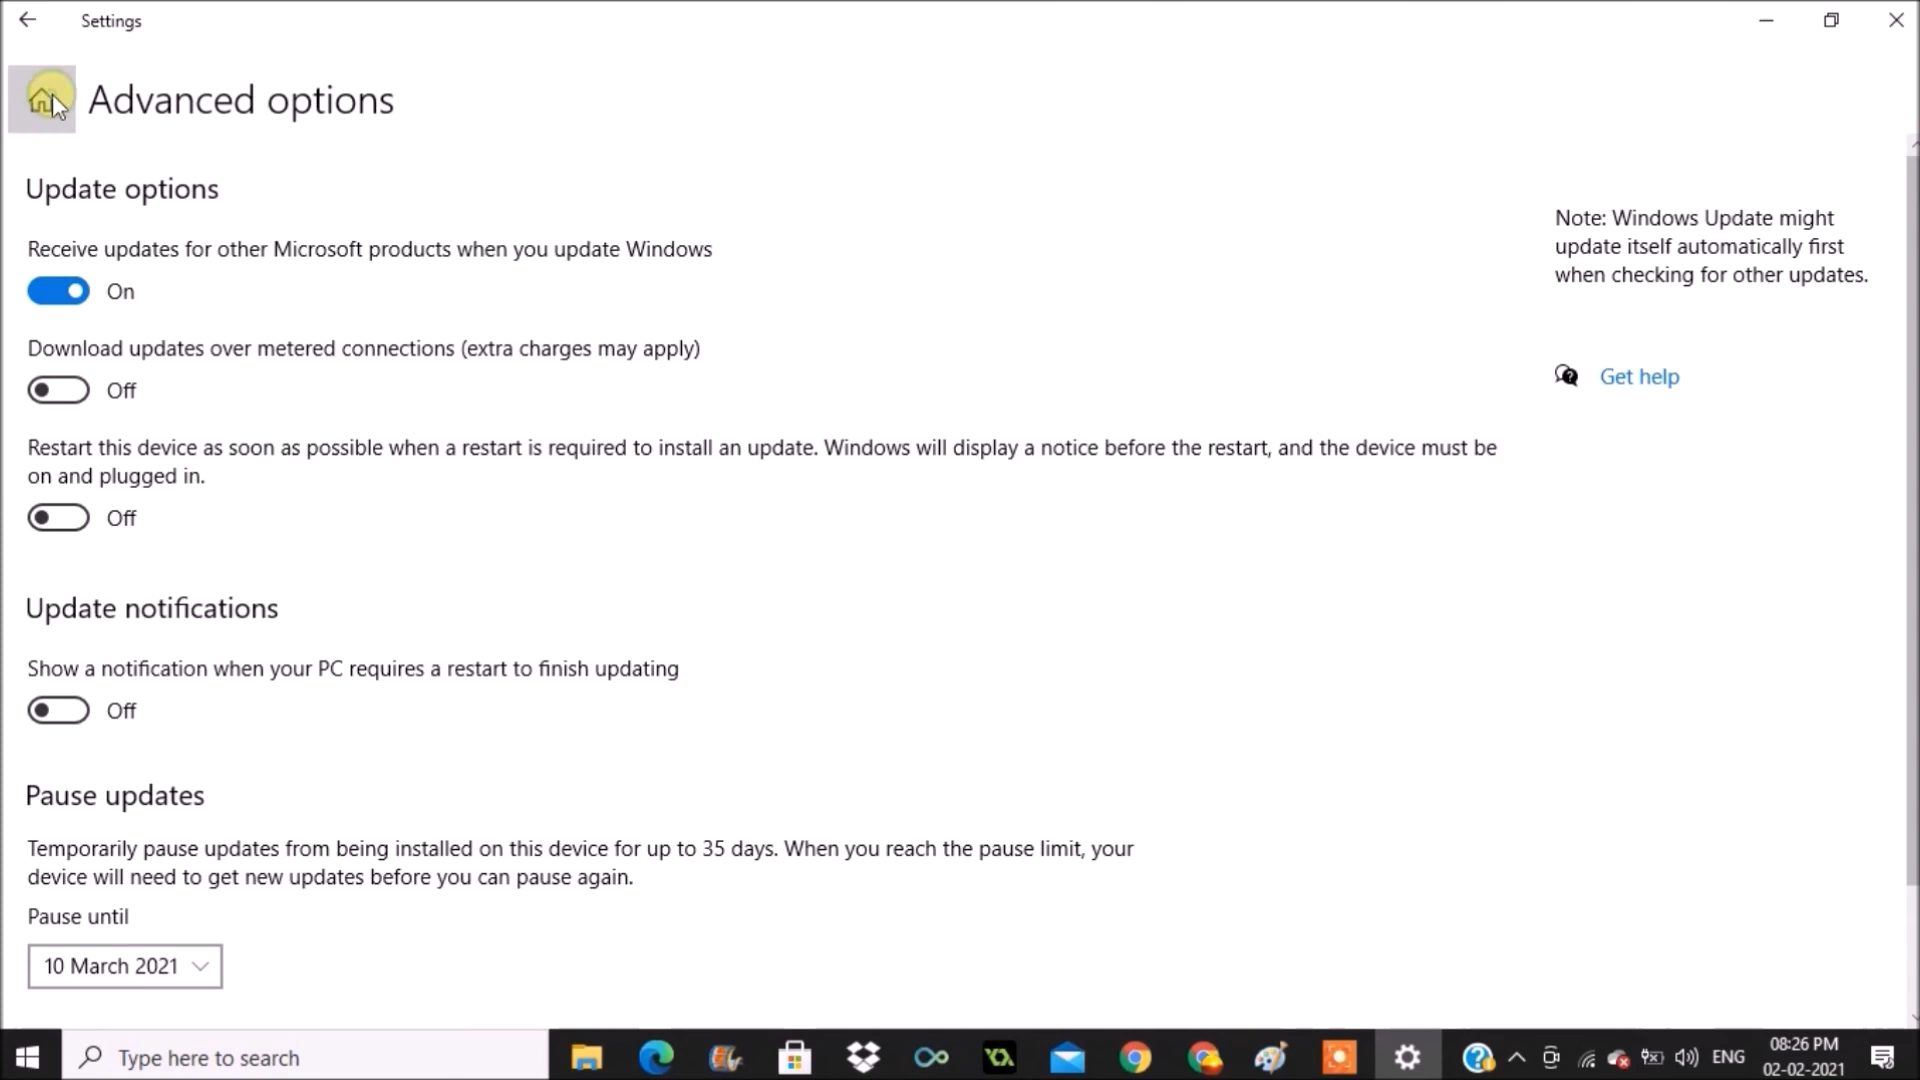 Settings
Advanced options
Update options
Receive updates for other Microsoft products when you update Windows
On
Download updates over metered connections (extra charges may apply)
Off
Restart this device as soon as possible when a restart is required to install an update. Windows will display a notice before the restart, and the device must be
on and plugged in.
Off
Update notifications
Show a notification when your PC requires a restart to finish updating
Off
Pause updates
Temporarily pause updates from being installed on this device for up to 35 days. When you reach the pause limit, your
device will need to get new updates before you can pause again.
Pause until
10 March 2021
Note: Windows Update might
update itself automatically first
when checking for other updates.
Get help
Type here to search
ENG
08:26 PM
02-02-2021